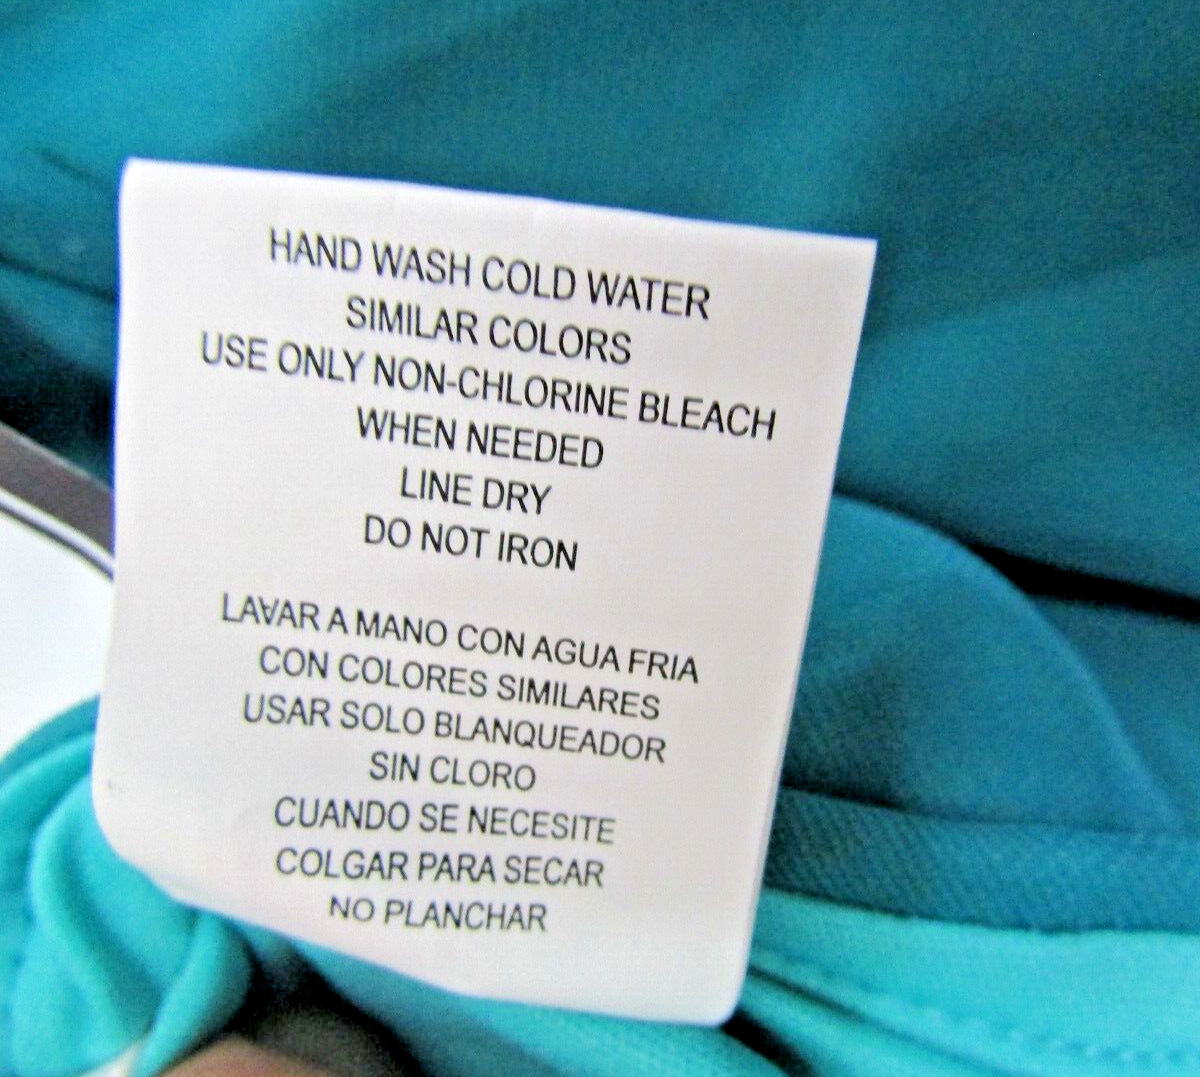 HAND WASH COLD WATER
SIMILAR COLORS
USE ONLY NON-CHLORINE BLEACH
WHEN NEEDED
LINE DRY
DO NOT IRON
LAVAR A MANO CON AGUA FRIA
CON COLORES SIMILARES
USAR SOLO BLANQUEADOR
SIN CLORO
CUANDO SE NECESITE
COLGAR PARA SECAR
NO PLANCHAR